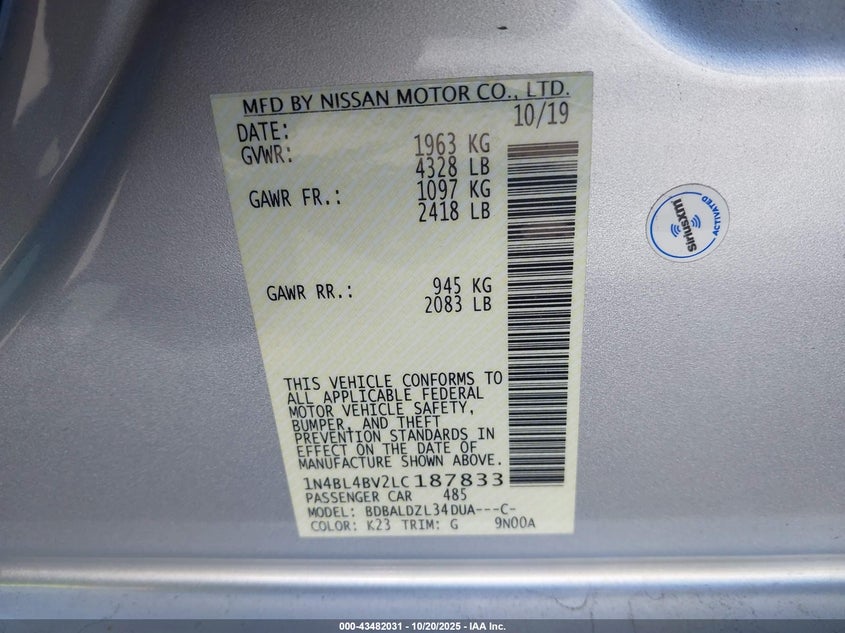 MFD BY NISSAN MOTOR CO., LTD.
DATE: 10/19
GVWR: 1963 KG
4328 LB
GAWR FR.: 1097 KG
2418 LB
GAWR RR.: 945 KG
2083 LB
THIS VEHICLE CONFORMS TO
ALL APPLICABLE FEDERAL
MOTOR VEHICLE SAFETY,
BUMPER, AND THEFT
PREVENTION STANDARDS IN
EFFECT ON THE DATE OF
MANUFACTURE SHOWN ABOVE.
1N4BL4BV2LC187833
PASSENGER CAR 485
MODEL: BDBALDZL34DUA---C-
COLOR: K23 TRIM: G 9N00A
SiriusXM
ACTIVATED
000-43482031 - 10/20/2025 - IAA Inc.